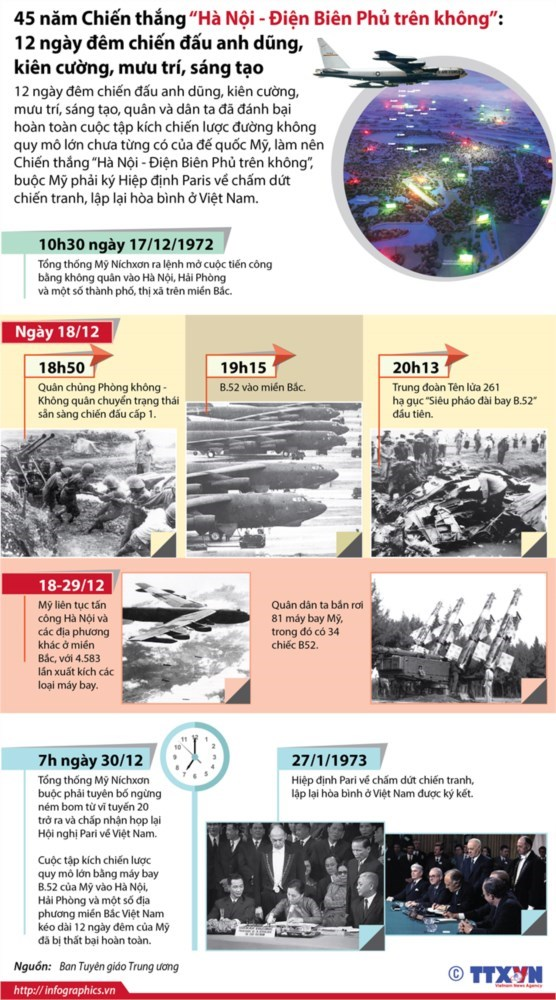 45 năm Chiến thắng "Hà Nội - Điện Biên Phủ trên không":
12 ngày đêm chiến đấu anh dũng,
kiên cường, mưu trí, sáng tạo
12 ngày đêm chiến đấu anh dũng, kiên cường,
mưu trí, sáng tạo, quân và dân ta đã đánh bại
hoàn toàn cuộc tập kích chiến lược đường không
quy mô lớn chưa từng có của đế quốc Mỹ, làm nên
Chiến thắng "Hà Nội - Điện Biên Phủ trên không",
buộc Mỹ phải ký Hiệp định Paris về chấm dứt
chiến tranh, lập lại hòa bình ở Việt Nam.
10h30 ngày 17/12/1972
Tổng thống Mỹ Níchxơn ra lệnh mở cuộc tiến công
bằng không quân vào Hà Nội, Hải Phòng
và một số thành phố, thị xã trên miền Bắc.
Ngày 18/12
18h50
Quân chủng Phòng không -
Không quân chuyển trạng thái
sẵn sàng chiến đấu cấp 1.
19h15
B.52 vào miền Bắc.
20h13
Trung đoàn Tên lửa 261
hạ gục "Siêu pháo đài bay B.52"
đầu tiên.
18-29/12
Mỹ liên tục tấn
công Hà Nội và
các địa phương
khác ở miền
Bắc, với 4.583
lần xuất kích các
loại máy bay.
Quân dân ta bắn rơi
81 máy bay Mỹ,
trong đó có 34
chiếc B52.
7h ngày 30/12
Tổng thống Mỹ Níchxơn
buộc phải tuyên bố ngừng
ném bom từ vĩ tuyến 20
trở ra và chấp nhận họp lại
Hội nghị Pari về Việt Nam.
Cuộc tập kích chiến lược
quy mô lớn bằng máy bay
B.52 của Mỹ vào Hà Nội,
Hải Phòng và một số địa
phương miền Bắc Việt Nam
kéo dài 12 ngày đêm của Mỹ
đã bị thất bại hoàn toàn.
27/1/1973
Hiệp định Pari về chấm dứt chiến tranh,
lập lại hòa bình ở Việt Nam được ký kết.
Nguồn: Ban Tuyên giáo Trung ương
© TTXVN
Vietnam News Agency
http:// infographics.vn